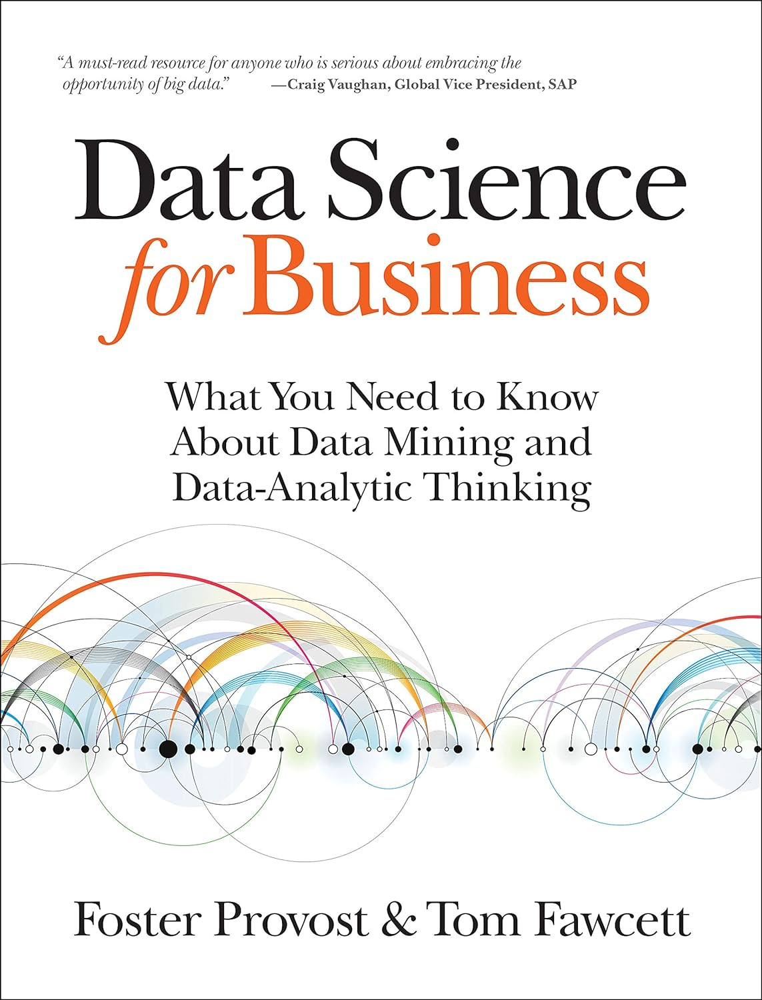 “A must-read resource for anyone who is serious about embracing the
opportunity of big data.” —Craig Vaughan, Global Vice President, SAP
Data Science
for Business
What You Need to Know
About Data Mining and
Data-Analytic Thinking
Foster Provost & Tom Fawcett